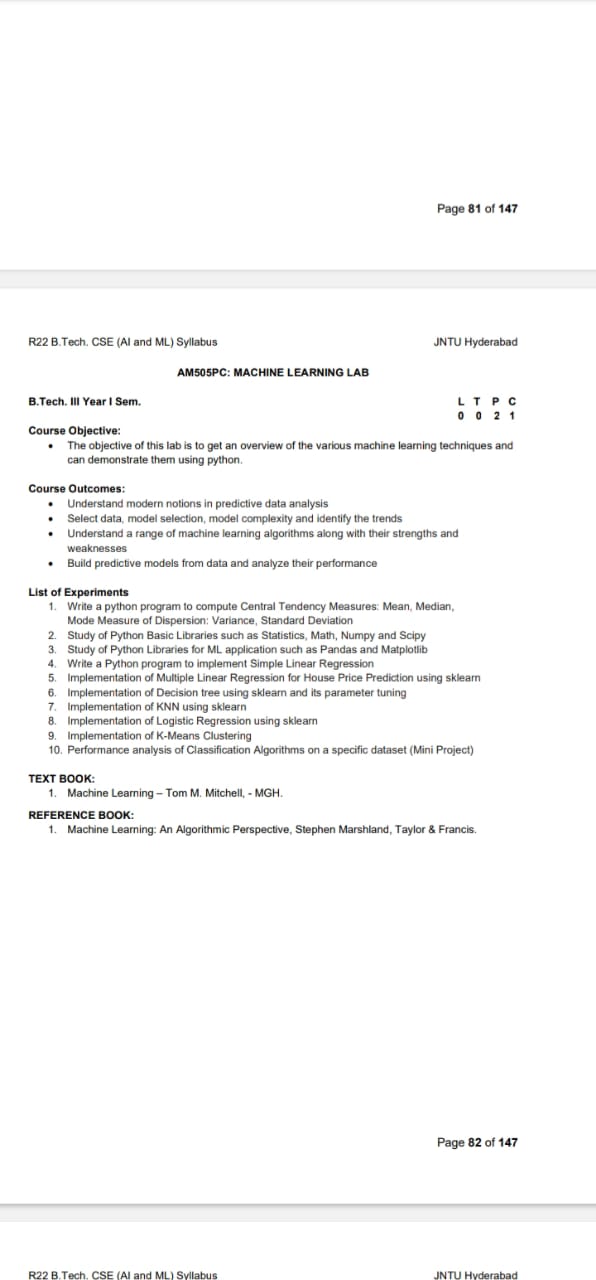 Page 81 of 147
R22 B.Tech. CSE (AI and ML) Syllabus JNTU Hyderabad
AM505PC: MACHINE LEARNING LAB
B.Tech. III Year I Sem. L T P C
0 0 2 1
Course Objective:
• The objective of this lab is to get an overview of the various machine learning techniques and
can demonstrate them using python.
Course Outcomes:
• Understand modern notions in predictive data analysis
• Select data, model selection, model complexity and identify the trends
• Understand a range of machine learning algorithms along with their strengths and
weaknesses
• Build predictive models from data and analyze their performance
List of Experiments
1. Write a python program to compute Central Tendency Measures: Mean, Median,
Mode Measure of Dispersion: Variance, Standard Deviation
2. Study of Python Basic Libraries such as Statistics, Math, Numpy and Scipy
3. Study of Python Libraries for ML application such as Pandas and Matplotlib
4. Write a Python program to implement Simple Linear Regression
5. Implementation of Multiple Linear Regression for House Price Prediction using sklearn
6. Implementation of Decision tree using sklearn and its parameter tuning
7. Implementation of KNN using sklearn
8. Implementation of Logistic Regression using sklearn
9. Implementation of K-Means Clustering
10. Performance analysis of Classification Algorithms on a specific dataset (Mini Project)
TEXT BOOK:
1. Machine Learning – Tom M. Mitchell, - MGH.
REFERENCE BOOK:
1. Machine Learning: An Algorithmic Perspective, Stephen Marshland, Taylor & Francis.
Page 82 of 147
R22 B.Tech. CSE (AI and ML) Syllabus JNTU Hyderabad